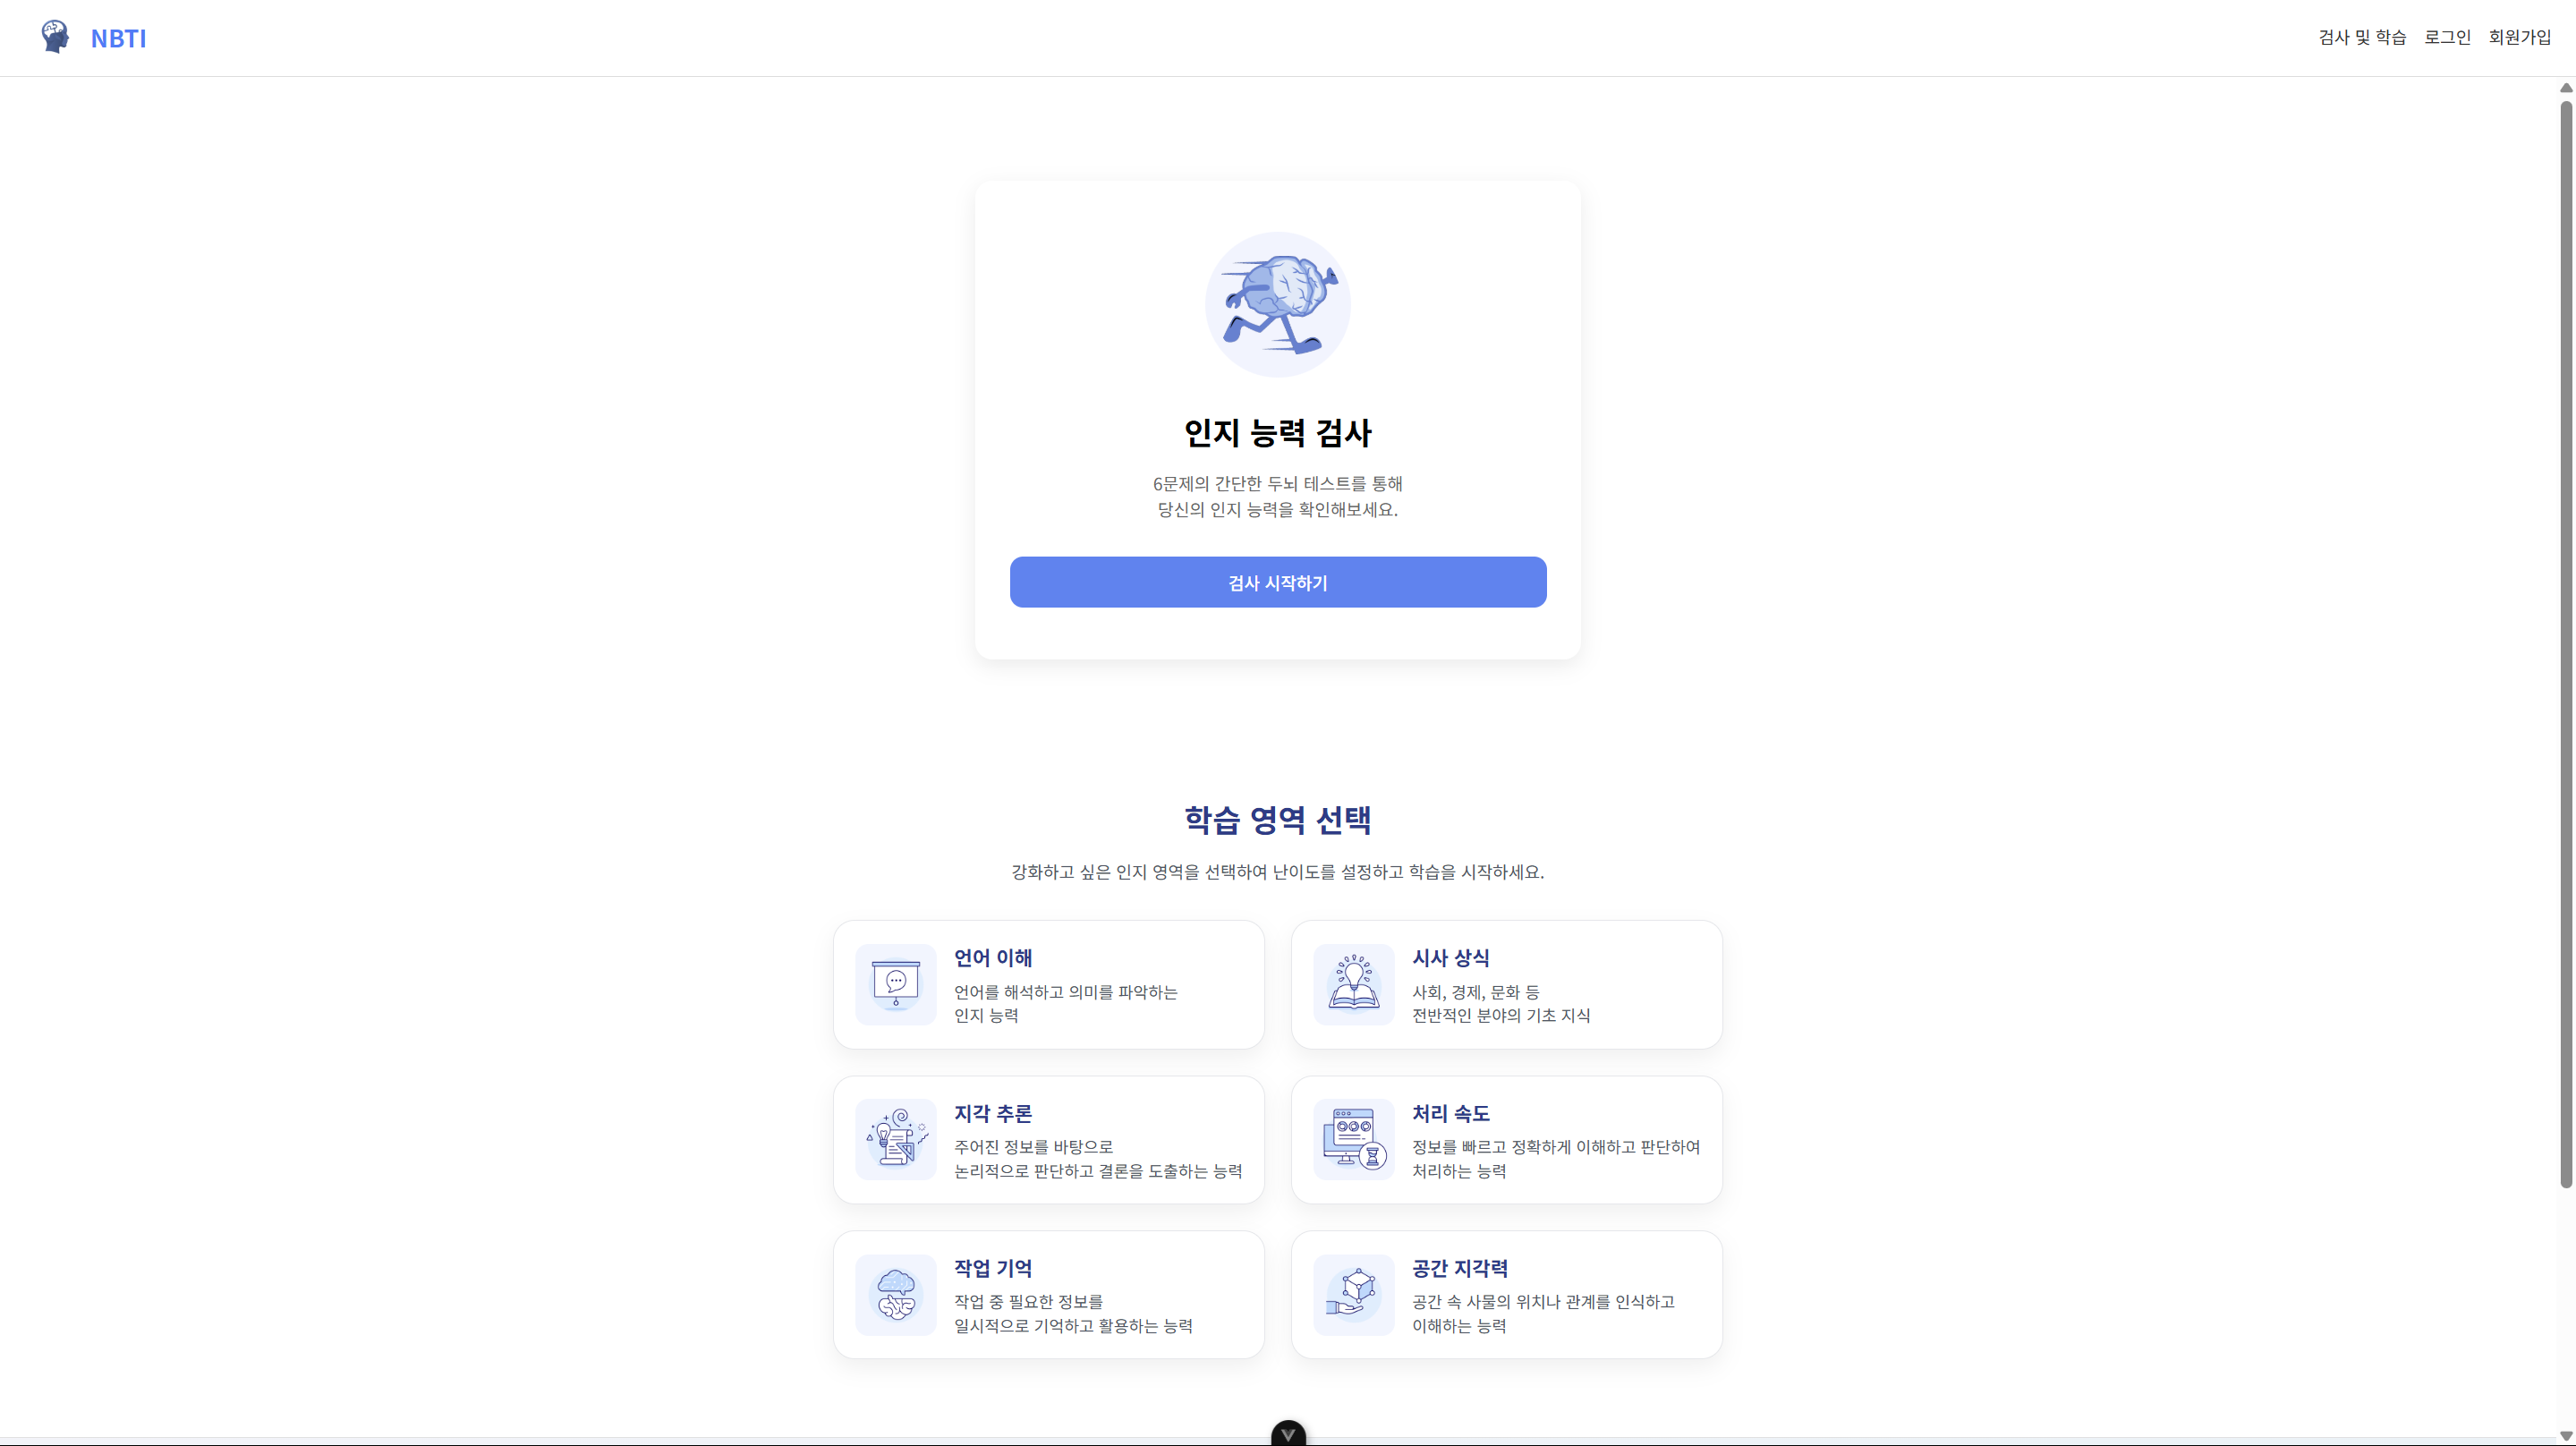 NBTI
검사 및 학습 로그인 회원가입
인지 능력 검사
6문제의 간단한 두뇌 테스트를 통해
당신의 인지 능력을 확인해보세요.
검사 시작하기
학습 영역 선택
강화하고 싶은 인지 영역을 선택하여 난이도를 설정하고 학습을 시작하세요.
언어 이해
언어를 해석하고 의미를 파악하는
인지 능력
시사 상식
사회, 경제, 문화 등
전반적인 분야의 기초 지식
지각 추론
주어진 정보를 바탕으로
논리적으로 판단하고 결론을 도출하는 능력
처리 속도
정보를 빠르고 정확하게 이해하고 판단하여
처리하는 능력
작업 기억
작업 중 필요한 정보를
일시적으로 기억하고 활용하는 능력
공간 지각력
공간 속 사물의 위치나 관계를 인식하고
이해하는 능력